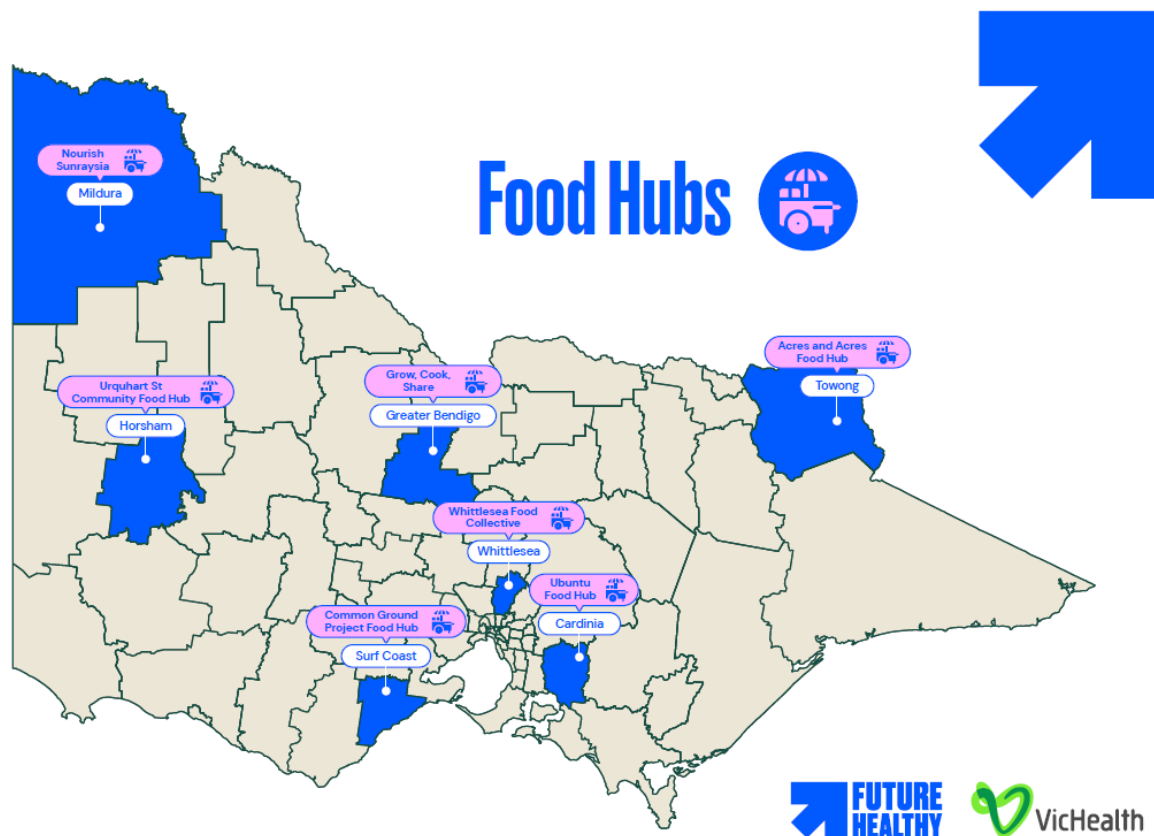 Food Hubs
Nourish
Sunraysia
Mildura
Acres and Acres
Food Hub
Towong
Urquhart St
Community Food Hub
Horsham
Grow, Cook,
Share
Greater Bendigo
Whittlesea Food
Collective
Whittlesea
Ubuntu
Food Hub
Cardinia
Common Ground
Project Food Hub
Surf Coast
FUTURE
HEALTHY
VicHealth